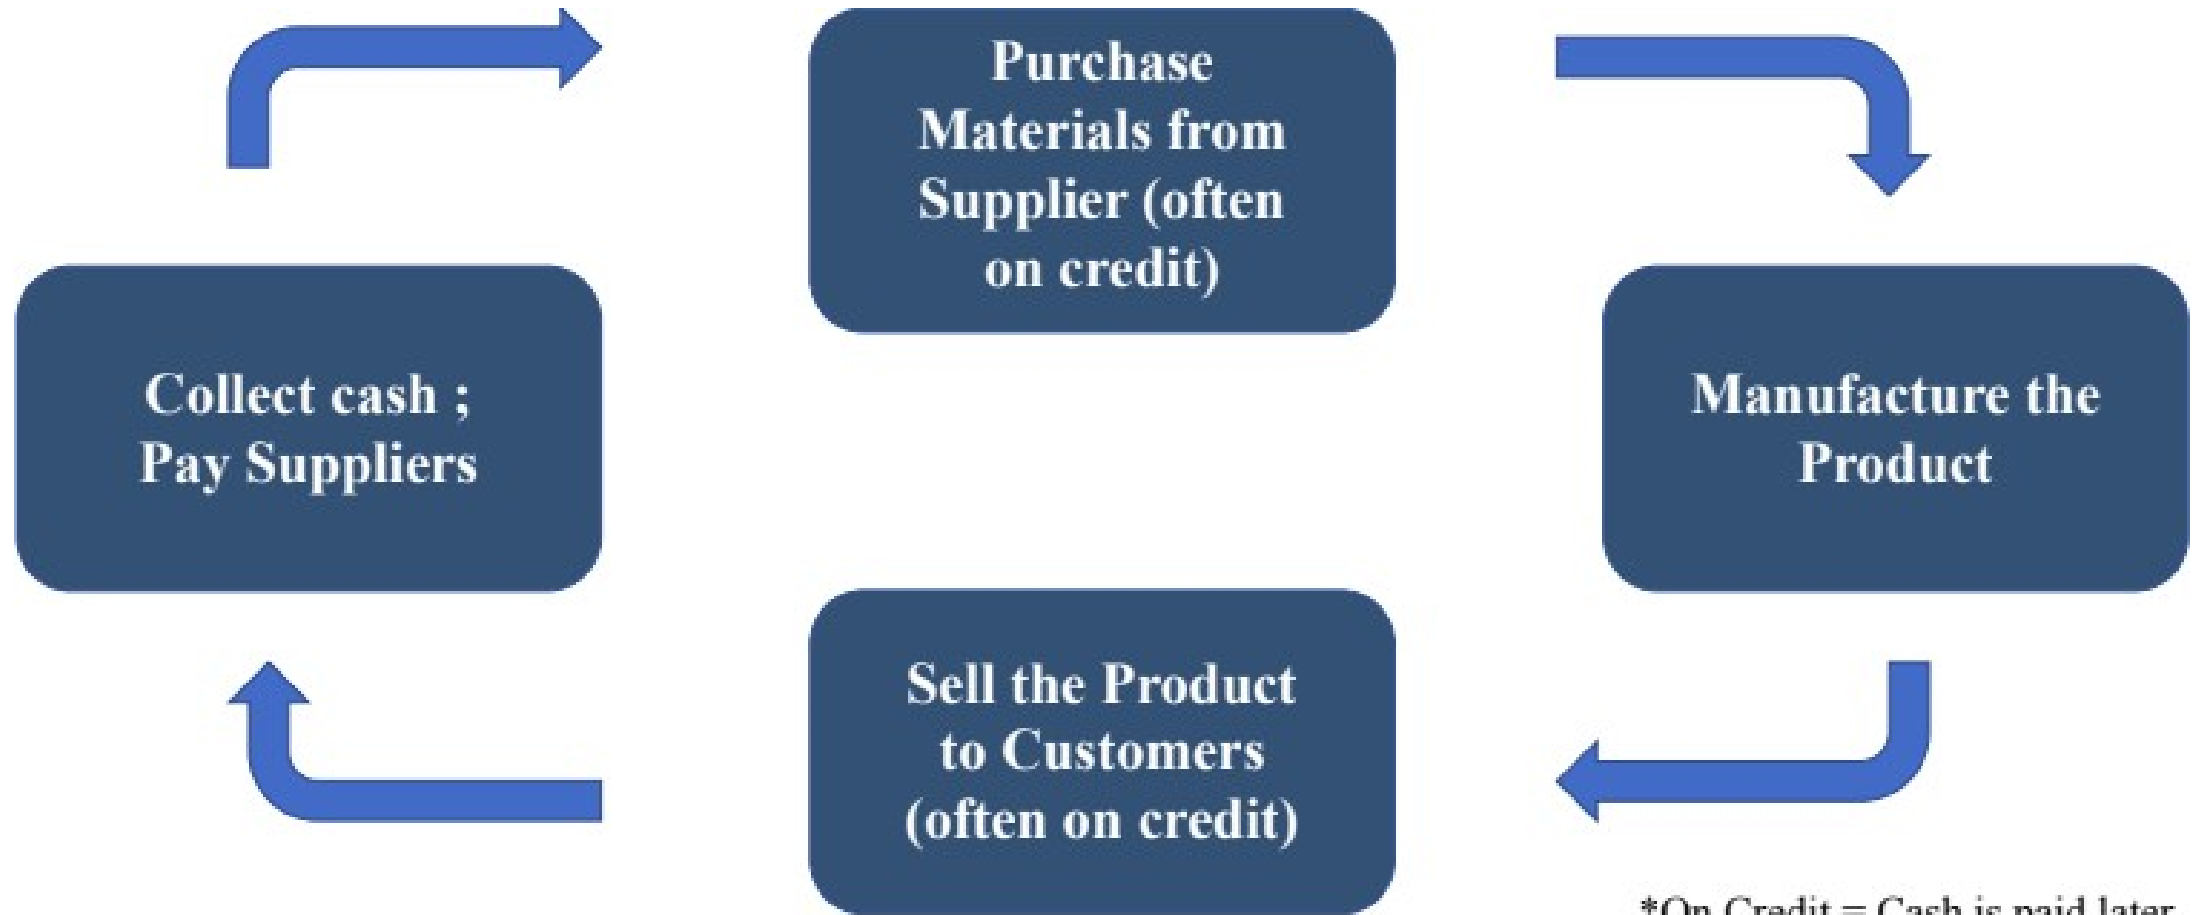 Purchase
Materials from
Supplier (often
on credit)
Collect cash ;
Pay Suppliers
Manufacture the
Product
Sell the Product
to Customers
(often on credit)
*On Credit = Cash is paid later